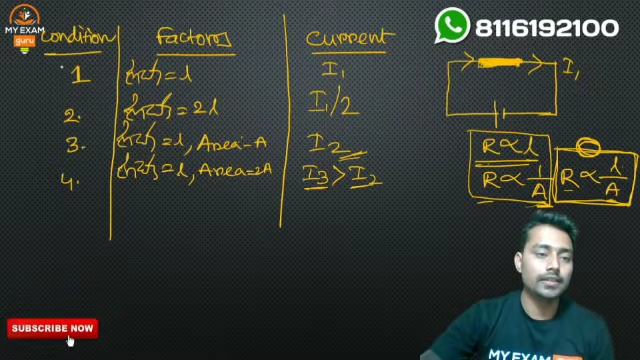 MY EXAM
guru
8116192100
Condition Factors Current
1 लंबाई = l I₁
2. लंबाई = 2l I₁/2
3. लंबाई = l, Area - A I₂
4. लंबाई = l, Area = 2A I₃ > I₂
I₁
R ∝ l
R ∝ 1/A
R ∝ l/A
SUBSCRIBE NOW
MY EXAM